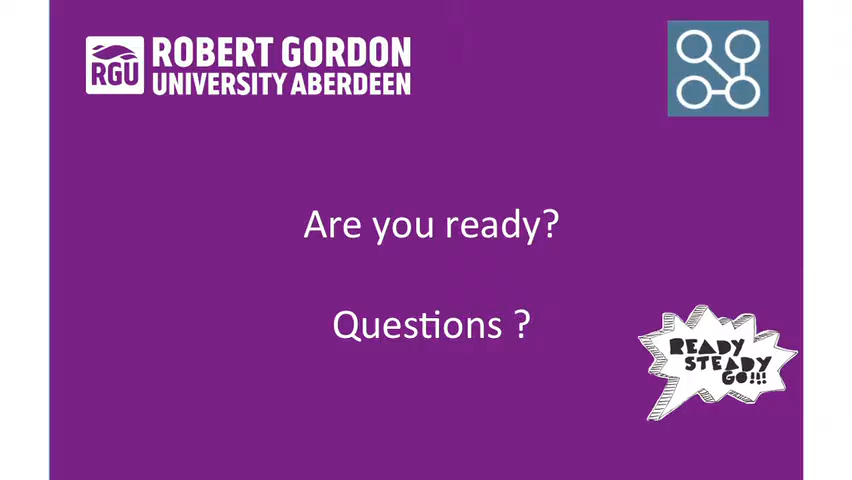 RGU
ROBERT GORDON
UNIVERSITY ABERDEEN
Are you ready?
Questions ?
READY
STEADY
GO!!!